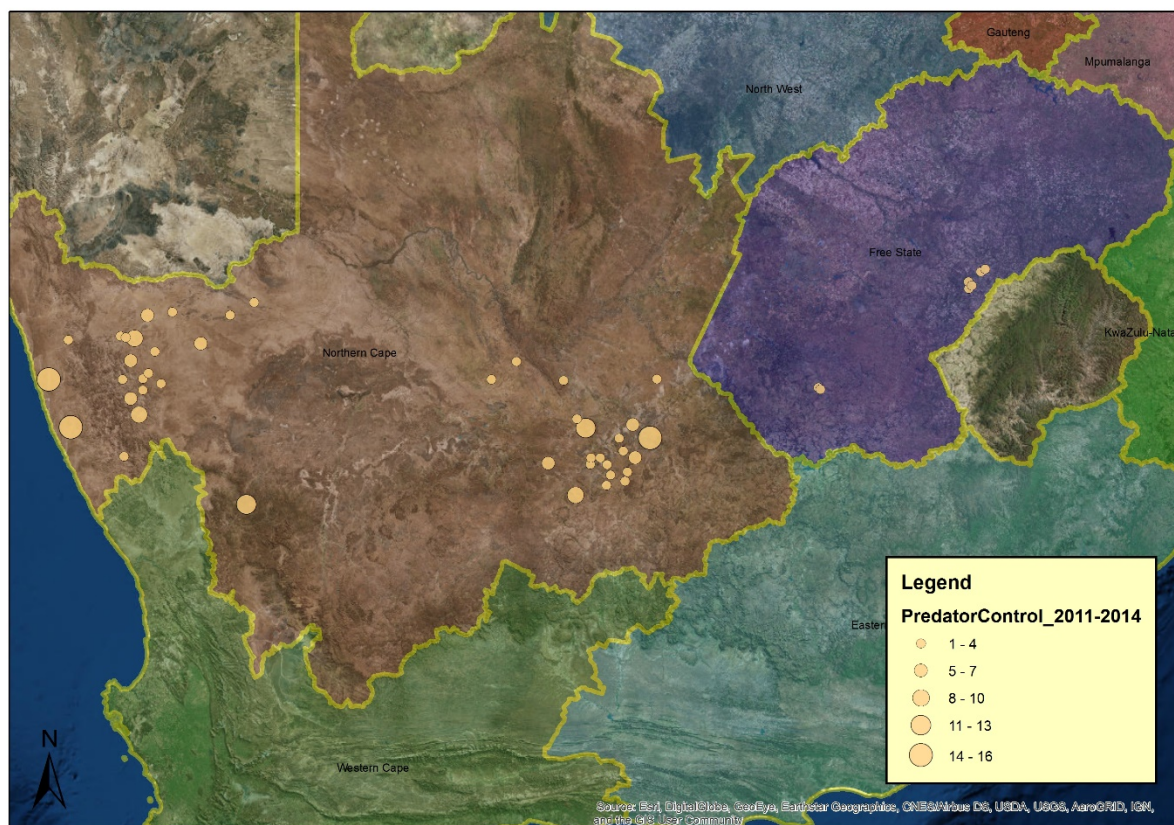 Gauteng
Mpumalanga
North West
Free State
KwaZulu-Nata
Northern Cape
Eastern
Western Cape
N
Legend
PredatorControl_2011-2014
1 - 4
5 - 7
8 - 10
11 - 13
14 - 16
Source: Esri, DigitalGlobe, GeoEye, Earthstar Geographics, CNES/Airbus DS, USDA, USGS, AeroGRID, IGN,
and the GIS User Community